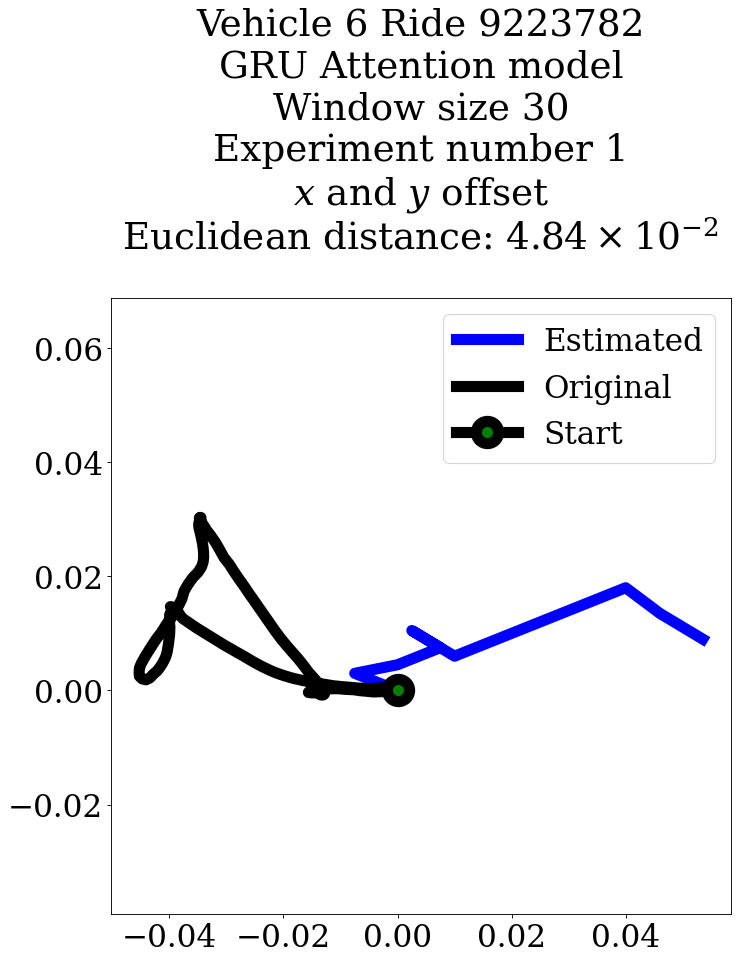 Vehicle 6 Ride 9223782
GRU Attention model
Window size 30
Experiment number 1
x and y offset
Euclidean distance: 4.84 × 10⁻²
Estimated
Original
Start
0.06
0.04
0.02
0.00
−0.02
−0.04 −0.02 0.00 0.02 0.04